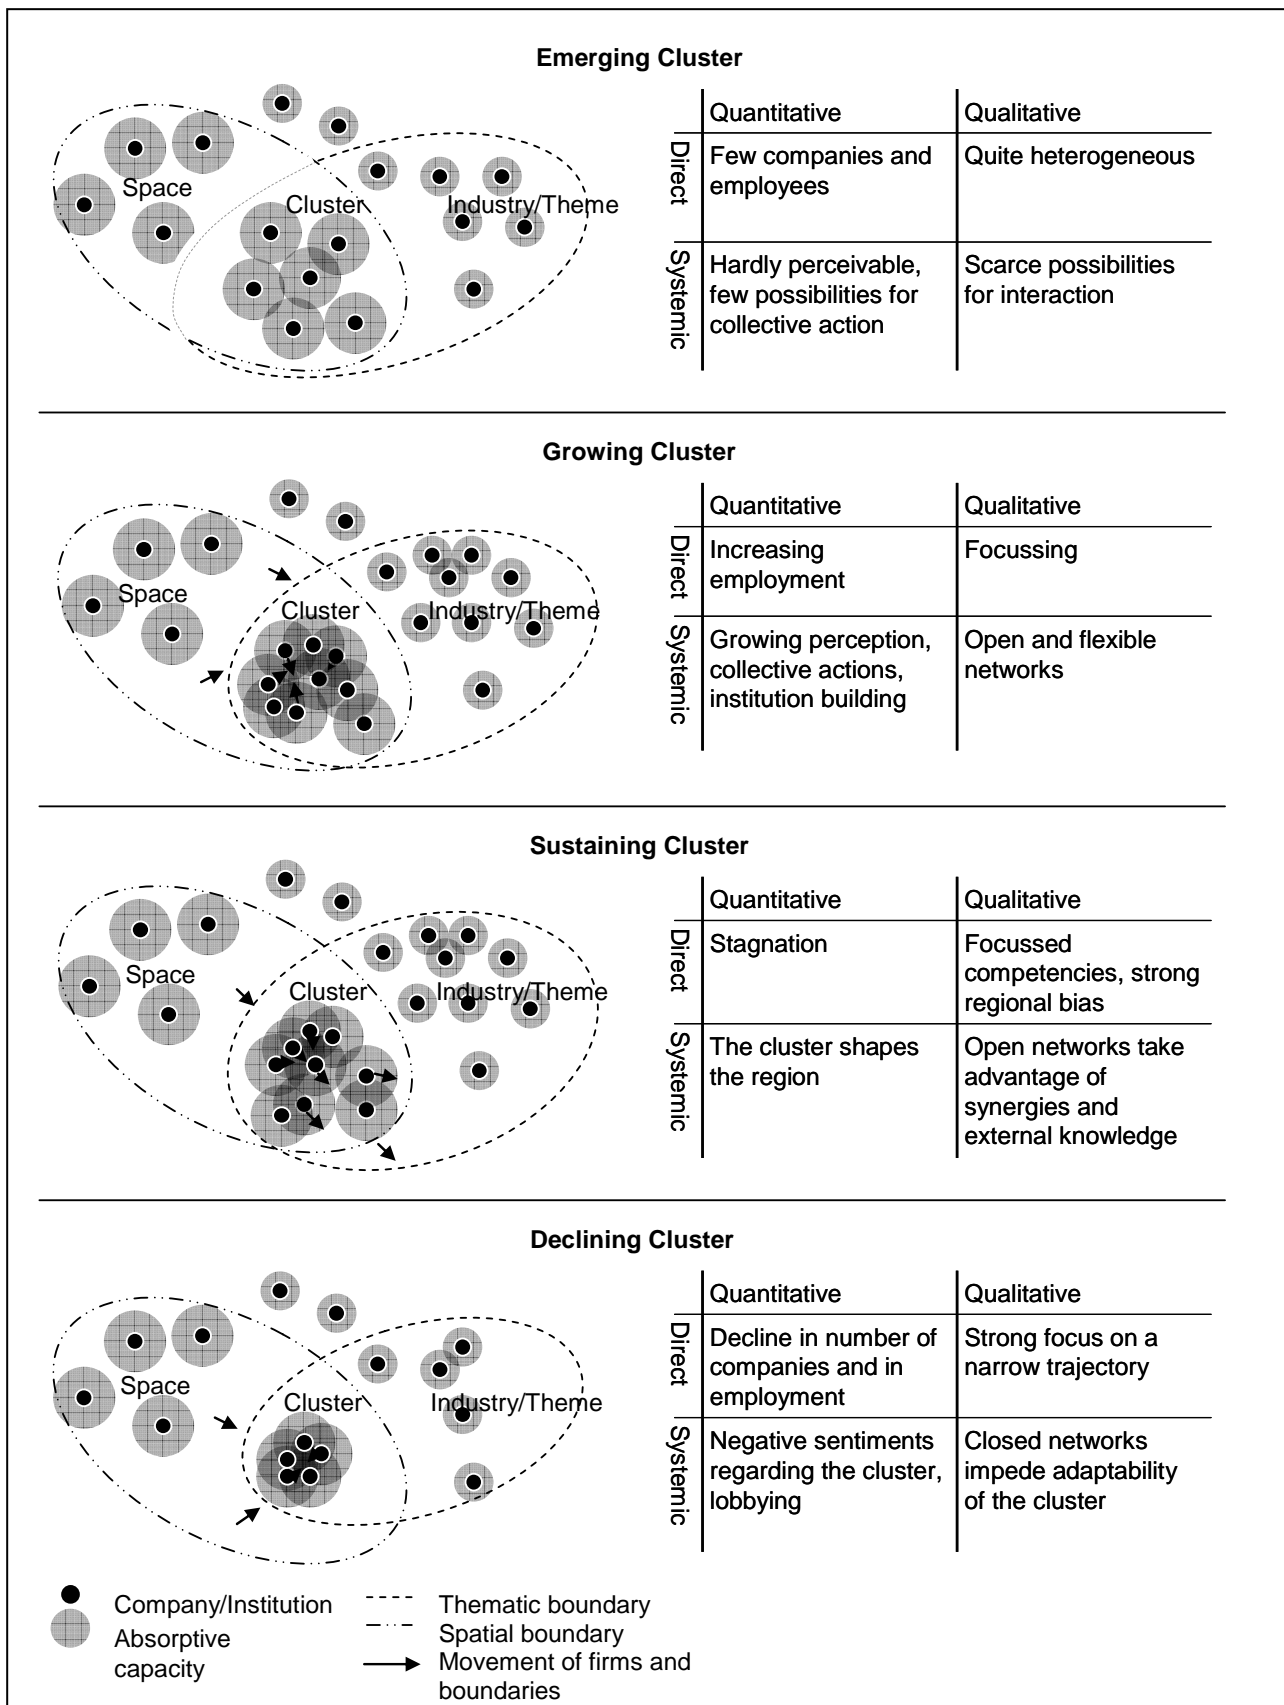 Emerging Cluster
Space
Cluster
Industry/Theme
Quantitative
Qualitative
Direct
Few companies and
employees
Quite heterogeneous
Systemic
Hardly perceivable,
few possibilities for
collective action
Scarce possibilities
for interaction
Growing Cluster
Space
Cluster
Industry/Theme
Quantitative
Qualitative
Direct
Increasing
employment
Focussing
Systemic
Growing perception,
collective actions,
institution building
Open and flexible
networks
Sustaining Cluster
Space
Cluster
Industry/Theme
Quantitative
Qualitative
Direct
Stagnation
Focussed
competencies, strong
regional bias
Systemic
The cluster shapes
the region
Open networks take
advantage of
synergies and
external knowledge
Declining Cluster
Space
Cluster
Industry/Theme
Quantitative
Qualitative
Direct
Decline in number of
companies and in
employment
Strong focus on a
narrow trajectory
Systemic
Negative sentiments
regarding the cluster,
lobbying
Closed networks
impede adaptability
of the cluster
Company/Institution
Absorptive
capacity
Thematic boundary
Spatial boundary
Movement of firms and
boundaries